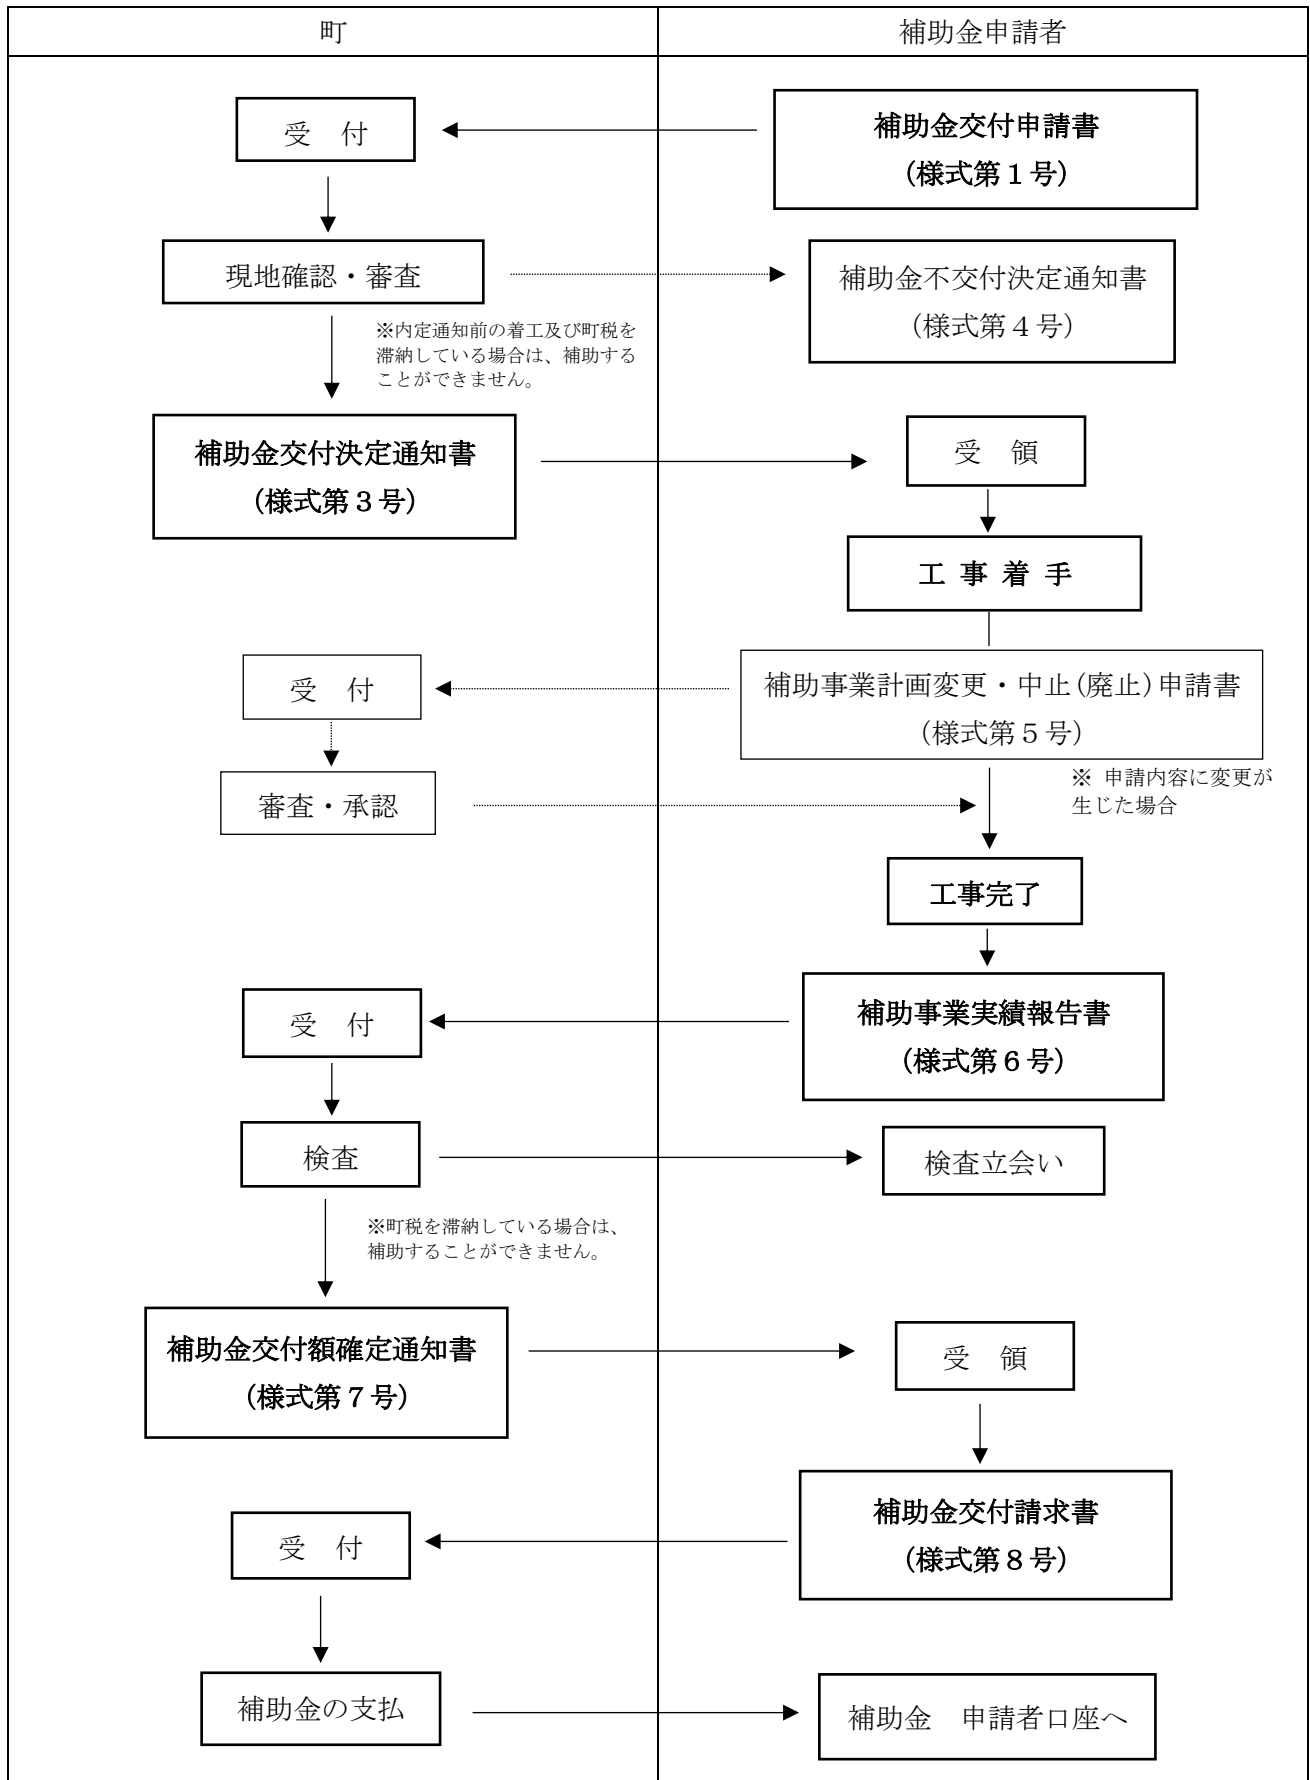 町
補助金申請者
受　付
補助金交付申請書
（様式第１号）
現地確認・審査
補助金不交付決定通知書
（様式第４号）
※内定通知前の着工及び町税を
滞納している場合は、補助する
ことができません。
補助金交付決定通知書
（様式第３号）
受　領
工 事 着 手
受　付
補助事業計画変更・中止(廃止)申請書
（様式第５号）
※ 申請内容に変更が
生じた場合
審査・承認
工事完了
補助事業実績報告書
（様式第６号）
受　付
検査
検査立会い
※町税を滞納している場合は、
補助することができません。
補助金交付額確定通知書
（様式第７号）
受　領
補助金交付請求書
（様式第８号）
受　付
補助金の支払
補助金　申請者口座へ